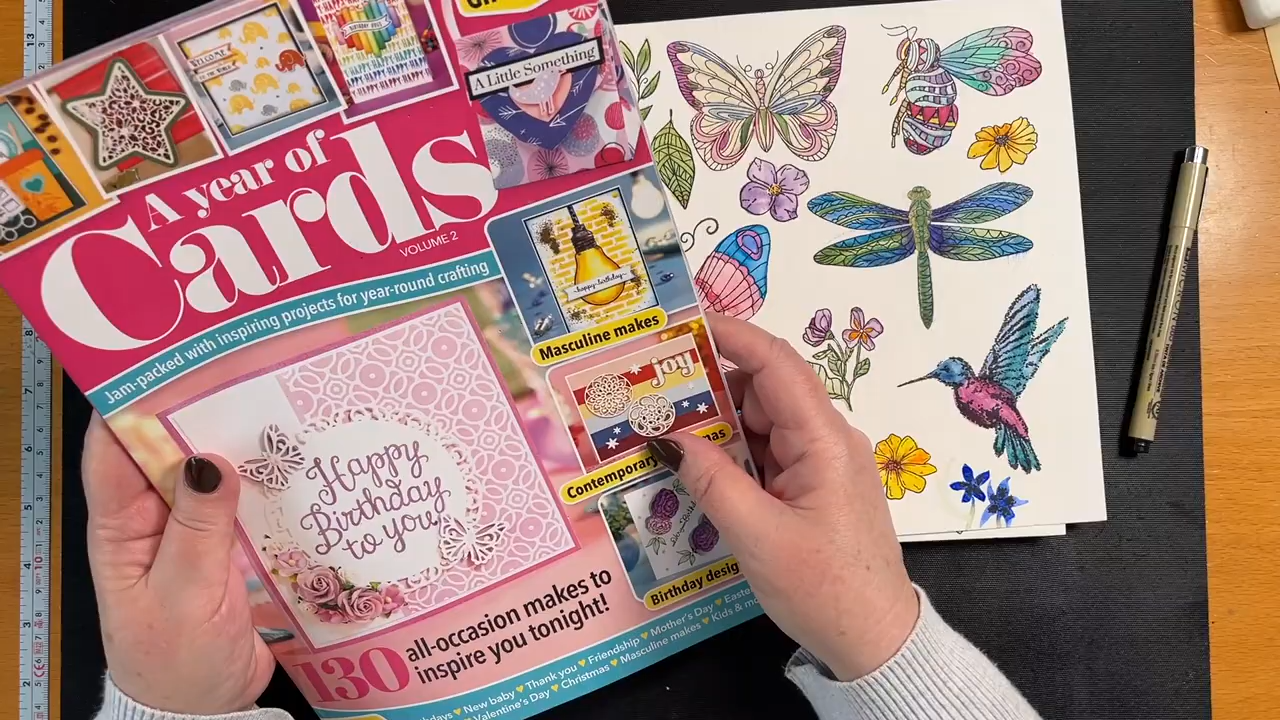 WELCOME
A Little Something
A year of
Cards
VOLUME 2
Jam-packed with inspiring projects for year-round crafting
happy birthday
Masculine makes
joy
Contemporary
Happy
Birthday
to you
Birthday
130 all-occasion makes to
inspire you tonight!
New baby Thank you Friendship Mother's Day
Valentine's Day Christmas Masculine makes Kids &